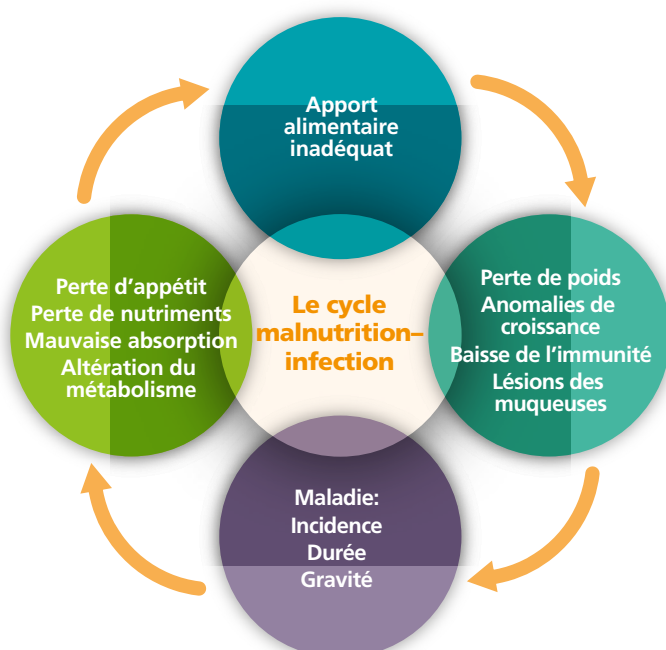 Apport
alimentaire
inadéquat
Perte de poids
Anomalies de
croissance
Baisse de l'immunité
Lésions des
muqueuses
Maladie:
Incidence
Durée
Gravité
Perte d'appétit
Perte de nutriments
Mauvaise absorption
Altération du
métabolisme
Le cycle
malnutrition–
infection